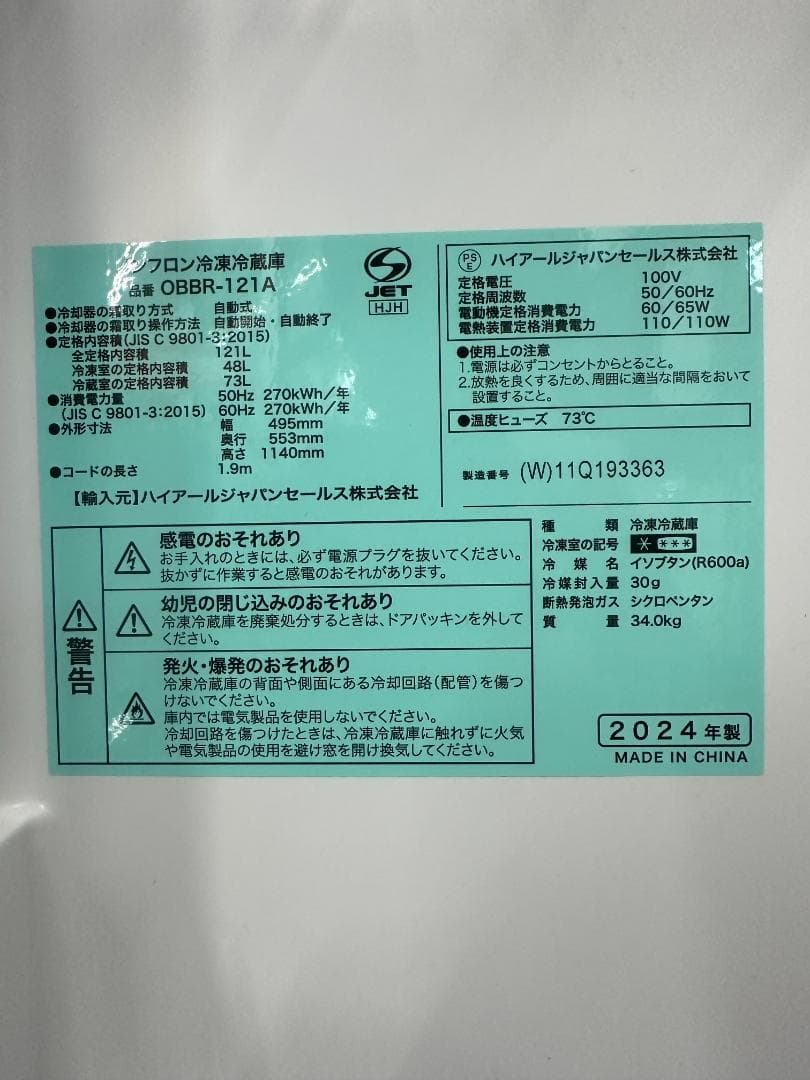 ノンフロン冷凍冷蔵庫
品番 OBBR-121A
JET
HJH
●冷却器の霜取り方式 自動式
●冷却器の霜取り操作方法 自動開始・自動終了
●定格内容積(JIS C 9801-3:2015)
全定格内容積 121L
冷凍室の定格内容積 48L
冷蔵室の定格内容積 73L
●消費電力量 50Hz 270kWh/年
(JIS C 9801-3:2015) 60Hz 270kWh/年
●外形寸法 幅 495mm
奥行 553mm
高さ 1140mm
●コードの長さ 1.9m
【輸入元】ハイアールジャパンセールス株式会社
PSE ハイアールジャパンセールス株式会社
定格電圧 100V
定格周波数 50/60Hz
電動機定格消費電力 60/65W
電熱装置定格消費電力 110/110W
●使用上の注意
1.電源は必ずコンセントからとること。
2.放熱を良くするため、周囲に適当な間隔をおいて
設置すること。
●温度ヒューズ 73℃
製造番号 (W)11Q193363
警告
感電のおそれあり
お手入れのときには、必ず電源プラグを抜いてください。
抜かずに作業すると感電のおそれがあります。
幼児の閉じ込めのおそれあり
冷凍冷蔵庫を廃棄処分するときは、ドアパッキンを外して
ください。
発火・爆発のおそれあり
冷凍冷蔵庫の背面や側面にある冷却回路(配管)を傷つ
けないでください。
庫内では電気製品を使用しないでください。
冷却回路を傷つけたときは、冷凍冷蔵庫に触れずに火気
や電気製品の使用を避け窓を開け換気してください。
種類 冷凍冷蔵庫
冷凍室の記号 * ***
冷媒名 イソブタン(R600a)
冷媒封入量 30g
断熱発泡ガス シクロペンタン
質量 34.0kg
2024年製
MADE IN CHINA